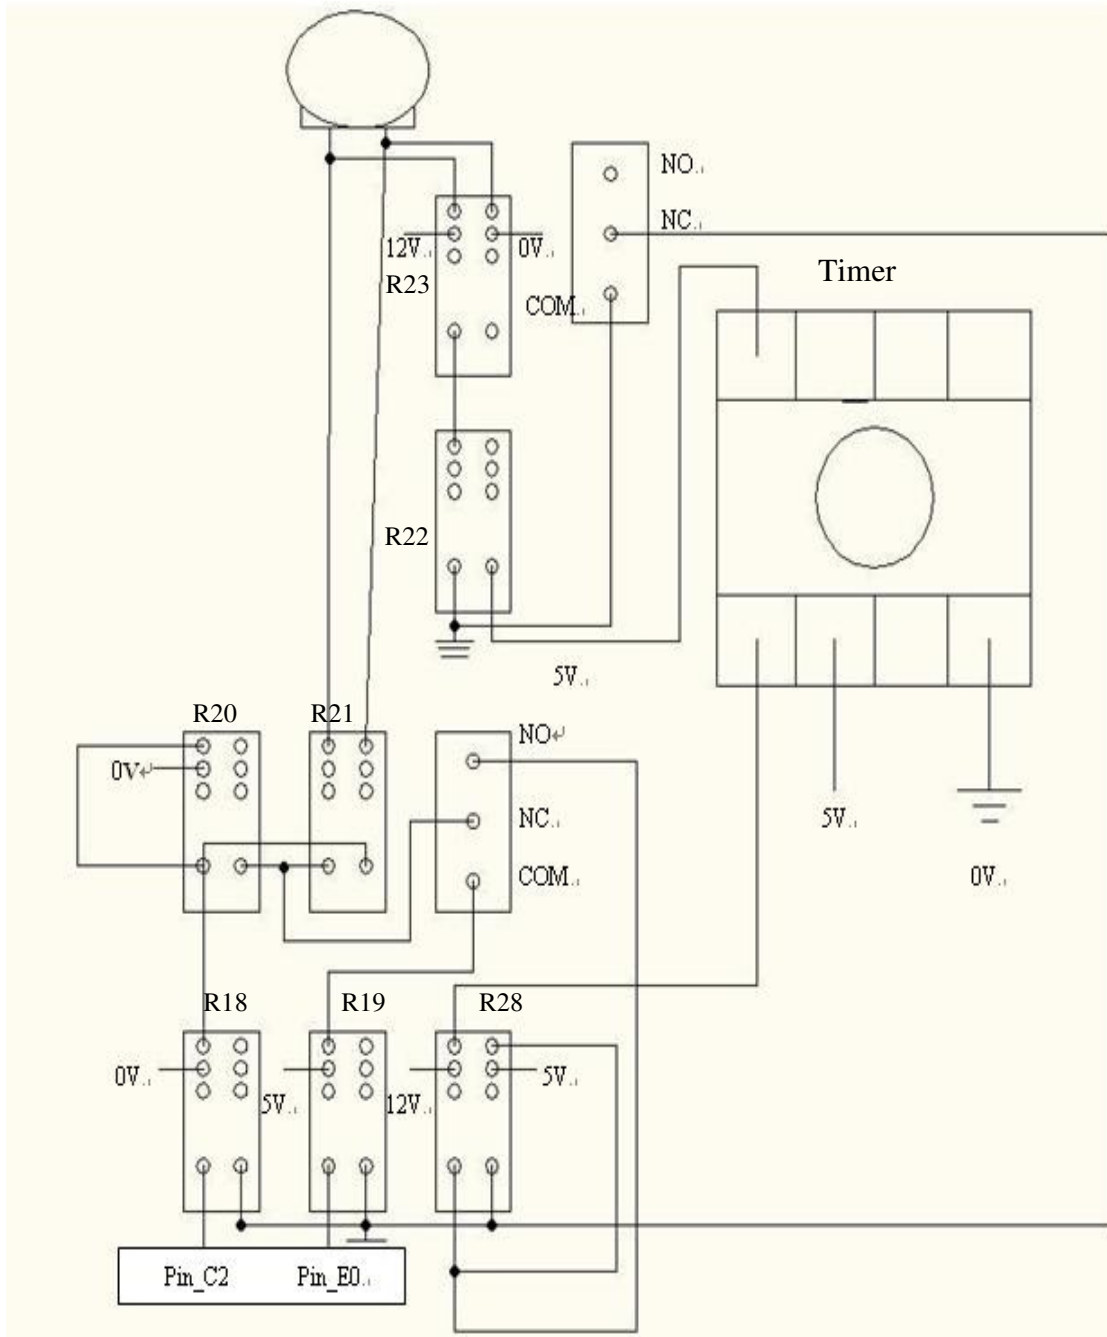 NO
NC
12V
0V
R23
COM
Timer
R22
5V
R20
R21
0V
NO
NC
COM
5V
0V
R18
R19
R28
0V
5V
12V
5V
Pin_C2
Pin_E0